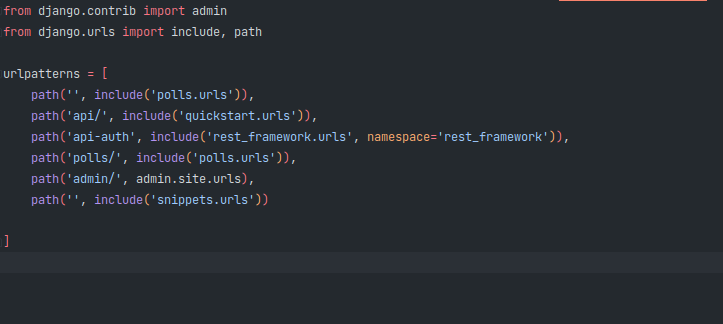 from django.contrib import admin
from django.urls import include, path
urlpatterns = [
path('', include('polls.urls')),
path('api/', include('quickstart.urls')),
path('api-auth', include('rest_framework.urls', namespace='rest_framework')),
path('polls/', include('polls.urls')),
path('admin/', admin.site.urls),
path('', include('snippets.urls'))
]